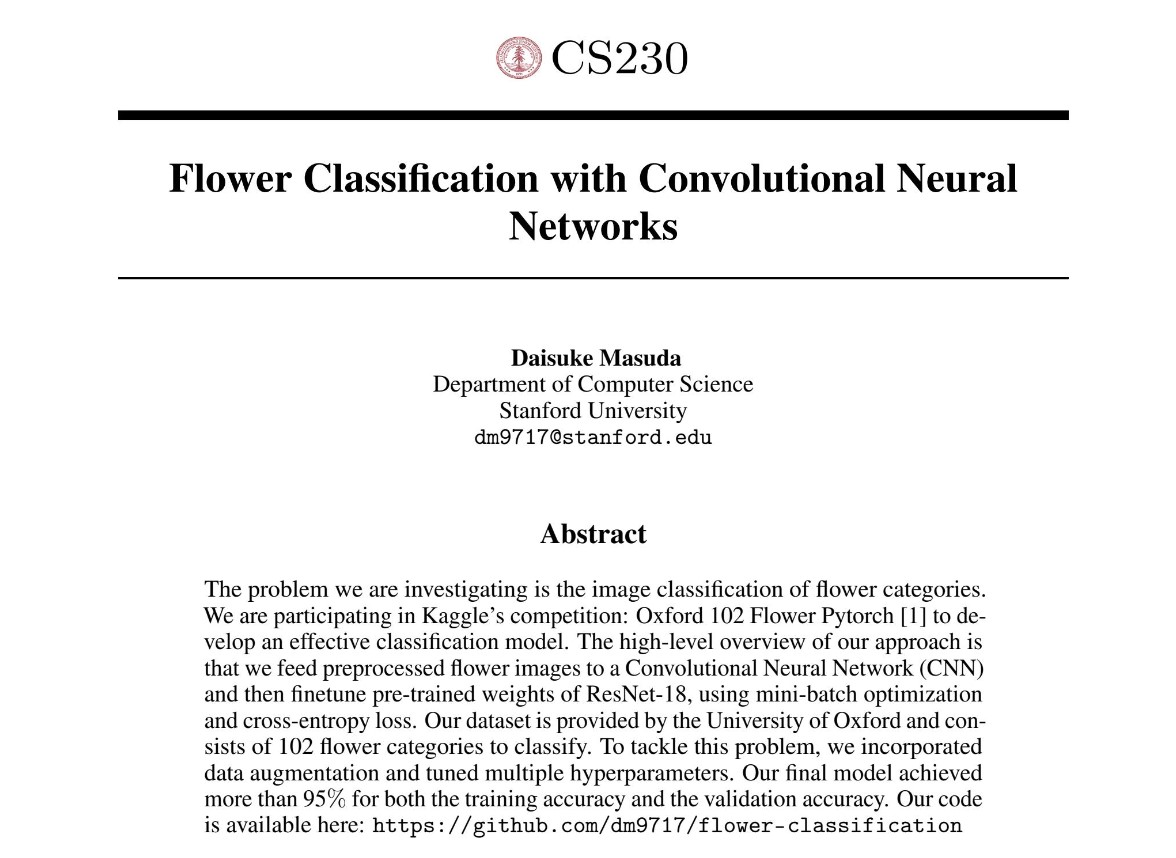 CS230
Flower Classification with Convolutional Neural
Networks
Daisuke Masuda
Department of Computer Science
Stanford University
dm9717@stanford.edu
Abstract
The problem we are investigating is the image classification of flower categories.
We are participating in Kaggle's competition: Oxford 102 Flower Pytorch [1] to de-
velop an effective classification model. The high-level overview of our approach is
that we feed preprocessed flower images to a Convolutional Neural Network (CNN)
and then finetune pre-trained weights of ResNet-18, using mini-batch optimization
and cross-entropy loss. Our dataset is provided by the University of Oxford and con-
sists of 102 flower categories to classify. To tackle this problem, we incorporated
data augmentation and tuned multiple hyperparameters. Our final model achieved
more than 95% for both the training accuracy and the validation accuracy. Our code
is available here: https://github.com/dm9717/flower-classification